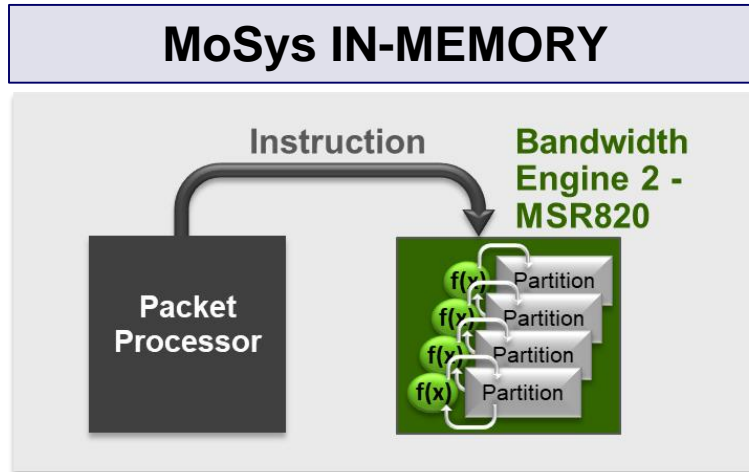 MoSys IN-MEMORY
Instruction
Bandwidth
Engine 2 -
MSR820
Packet
Processor
f(x)
Partition
f(x)
Partition
f(x)
Partition
f(x)
Partition